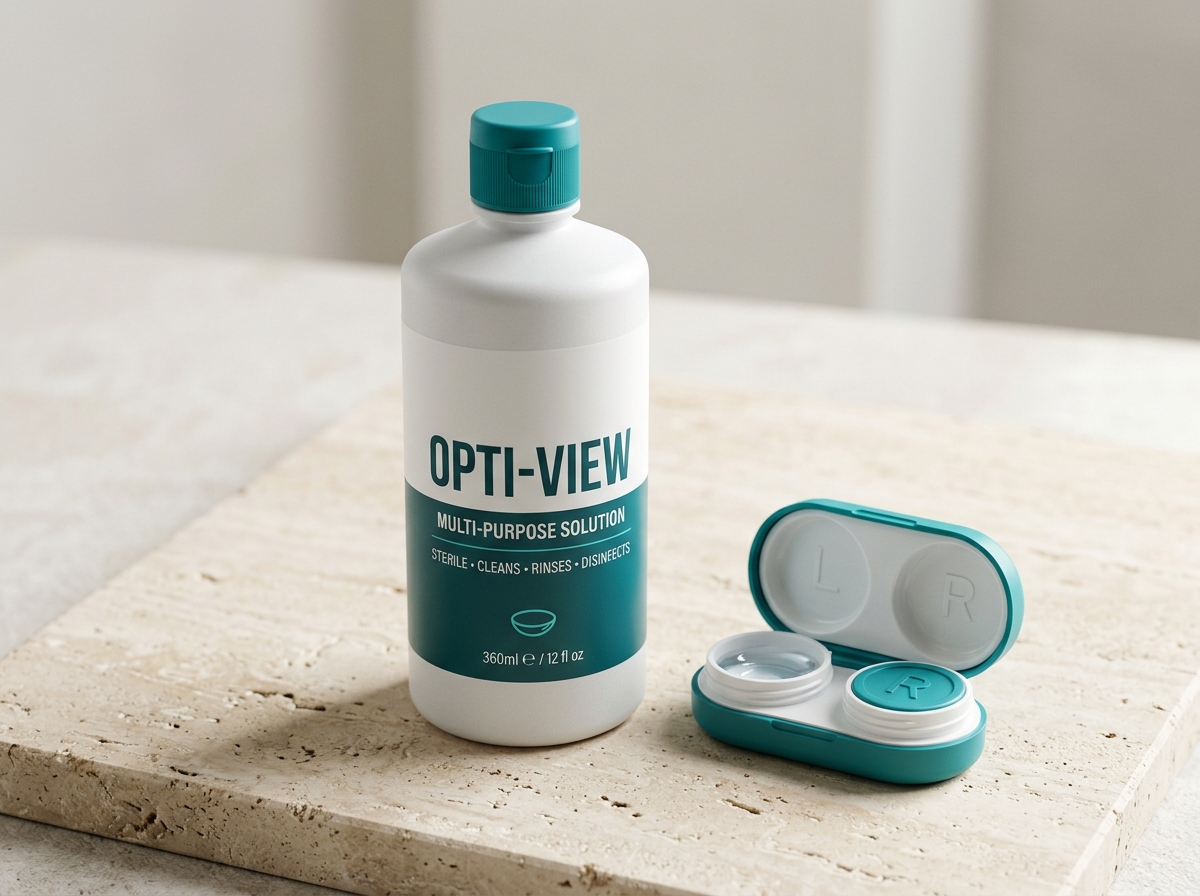 OPTI-VIEW
MULTI-PURPOSE SOLUTION
STERILE • CLEANS • RINSES • DISINFECTS
360ml ℮ / 12 fl oz
L
R
R